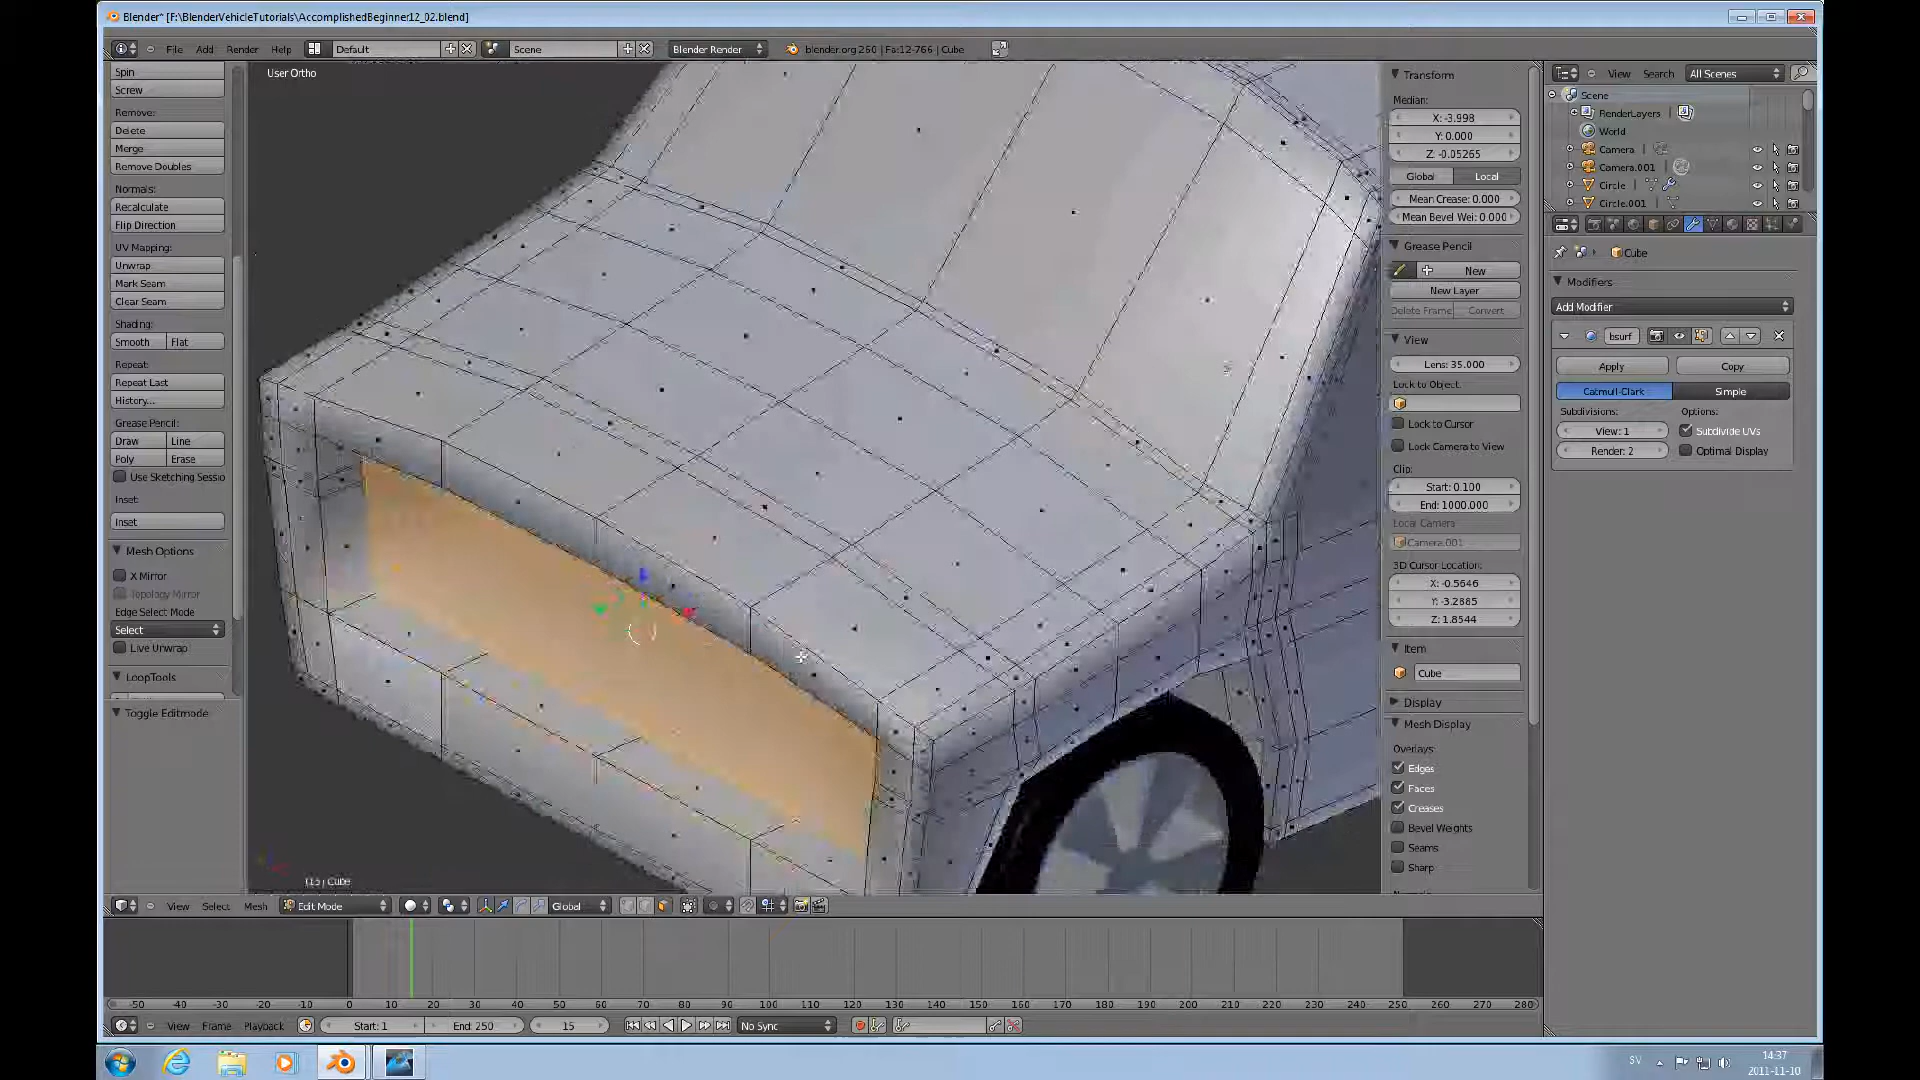 Blender* [F:\BlenderVehicleTutorials\AccomplishedBeginner12_02.blend]
File Add Render Help Default Scene Blender Render blender.org 260 | Fa:12-766 | Cube
Spin
Screw
Remove:
Delete
Merge
Remove Doubles
Normals:
Recalculate
Flip Direction
UV Mapping:
Unwrap
Mark Seam
Clear Seam
Shading:
Smooth Flat
Repeat:
Repeat Last
History...
Grease Pencil:
Draw Line
Poly Erase
Use Sketching Sessio
Inset:
Inset
Mesh Options
X Mirror
Topology Mirror
Edge Select Mode
Select
Live Unwrap
LoopTools
Toggle Editmode
User Ortho
(15) Cube
Transform
Median:
X: -3.998
Y: 0.000
Z: -0.05265
Global Local
Mean Crease: 0.000
Mean Bevel Wei: 0.000
Grease Pencil
New
New Layer
Delete Frame Convert
View
Lens: 35.000
Lock to Object:
Lock to Cursor
Lock Camera to View
Clip:
Start: 0.100
End: 1000.000
Local Camera
Camera.001
3D Cursor Location:
X: -0.5646
Y: -3.2885
Z: 1.8544
Item
Cube
Display
Mesh Display
Overlays:
Edges
Faces
Creases
Bevel Weights
Seams
Sharp
View Search All Scenes
Scene
RenderLayers
World
Camera
Camera.001
Circle
Circle.001
Cube
Modifiers
Add Modifier
bsurf
Apply Copy
Catmull-Clark Simple
Subdivisions: Options:
View: 1 Subdivide UVs
Render: 2 Optimal Display
View Select Mesh Edit Mode Global
-50 -40 -30 -20 -10 0 10 20 30 40 50 60 70 80 90 100 110 120 130 140 150 160 170 180 190 200 210 220 230 240 250 260 270 280
View Frame Playback Start: 1 End: 250 15 No Sync
SV
14:37
2011-11-10